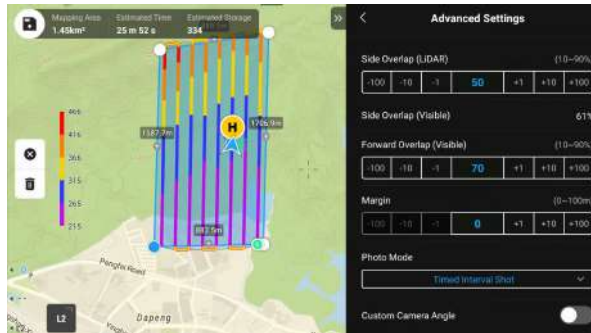 Mapping Area
1.45km²
Estimated Time
25 m 52 s
Estimated Storage
334
»
Advanced Settings
Side Overlap (LiDAR)
(10~90%
-100 -10 -1 50 +1 +10 +100
Side Overlap (Visible)
61%
Forward Overlap (Visible)
(10~90%
-100 -10 -1 70 +1 +10 +100
Margin
(0~100m
-100 -10 -1 0 +1 +10 +100
Photo Mode
Timed Interval Shot
Custom Camera Angle
466
416
366
315
265
215
1587.7m
H
1706.9m
882.5m
S
Pengfei Road
Dapeng
L2